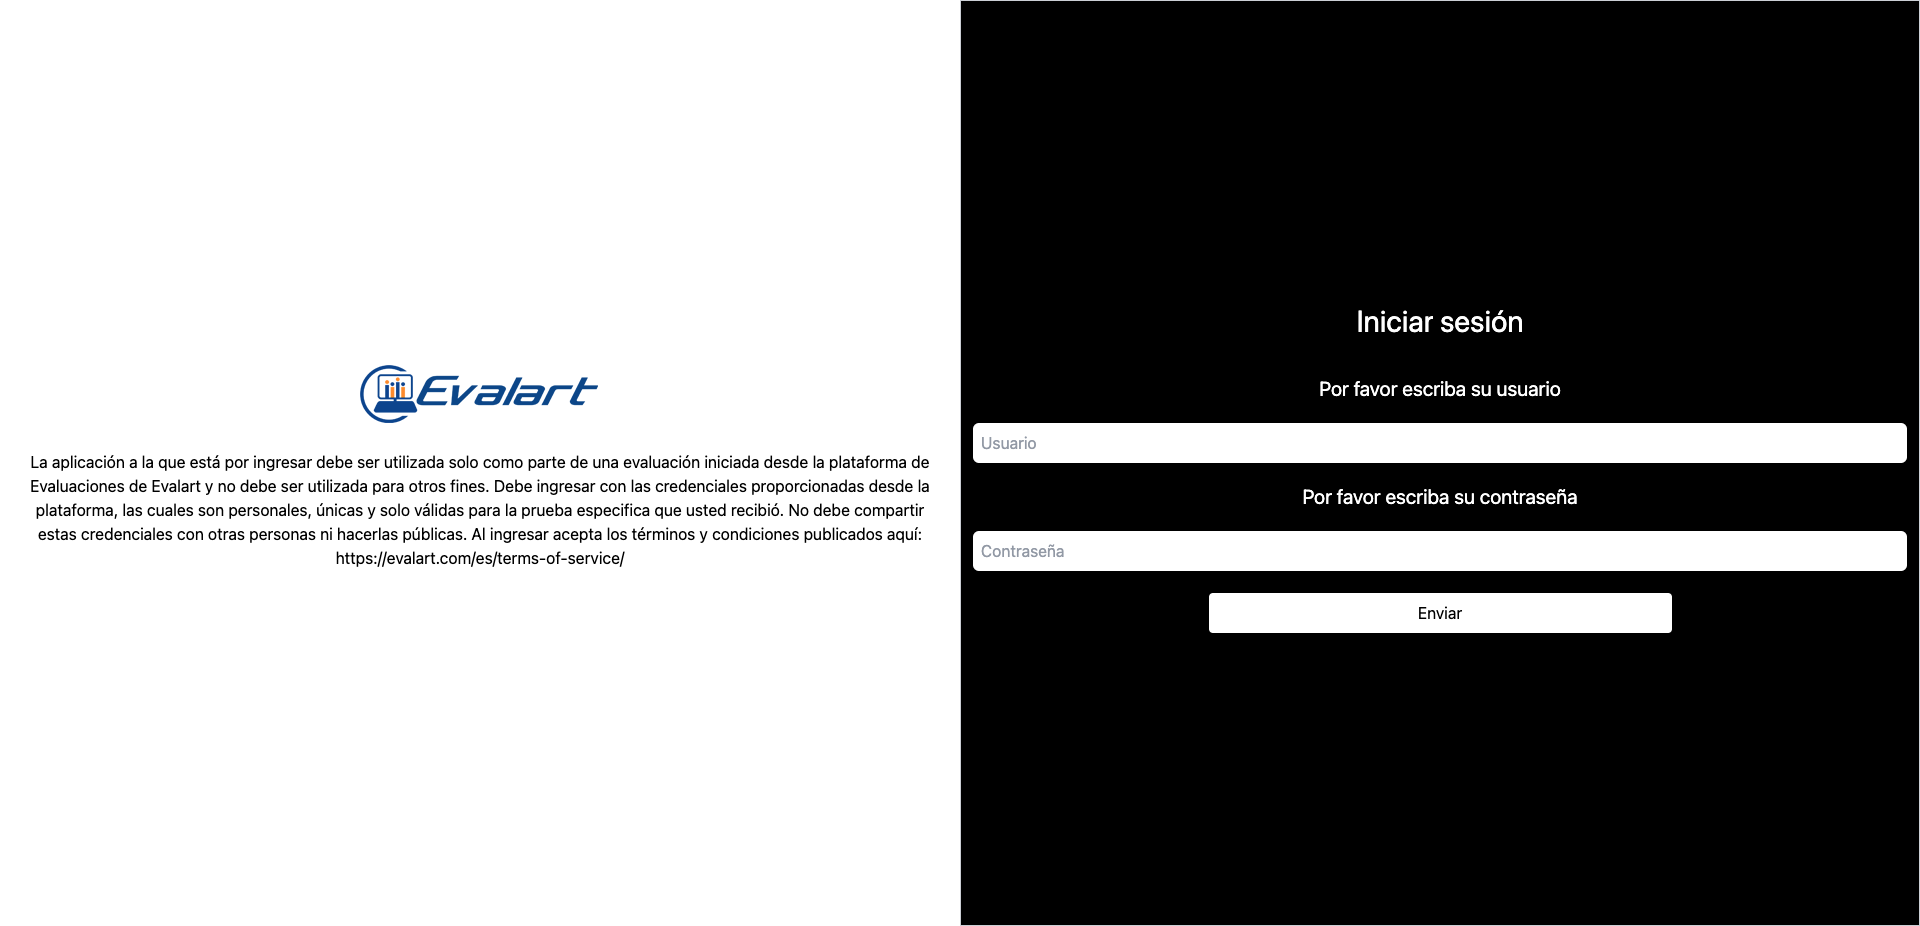 Evalart
La aplicación a la que está por ingresar debe ser utilizada solo como parte de una evaluación iniciada desde la plataforma de
Evaluaciones de Evalart y no debe ser utilizada para otros fines. Debe ingresar con las credenciales proporcionadas desde la
plataforma, las cuales son personales, únicas y solo válidas para la prueba especifica que usted recibió. No debe compartir
estas credenciales con otras personas ni hacerlas públicas. Al ingresar acepta los términos y condiciones publicados aquí:
https://evalart.com/es/terms-of-service/
Iniciar sesión
Por favor escriba su usuario
Usuario
Por favor escriba su contraseña
Contraseña
Enviar